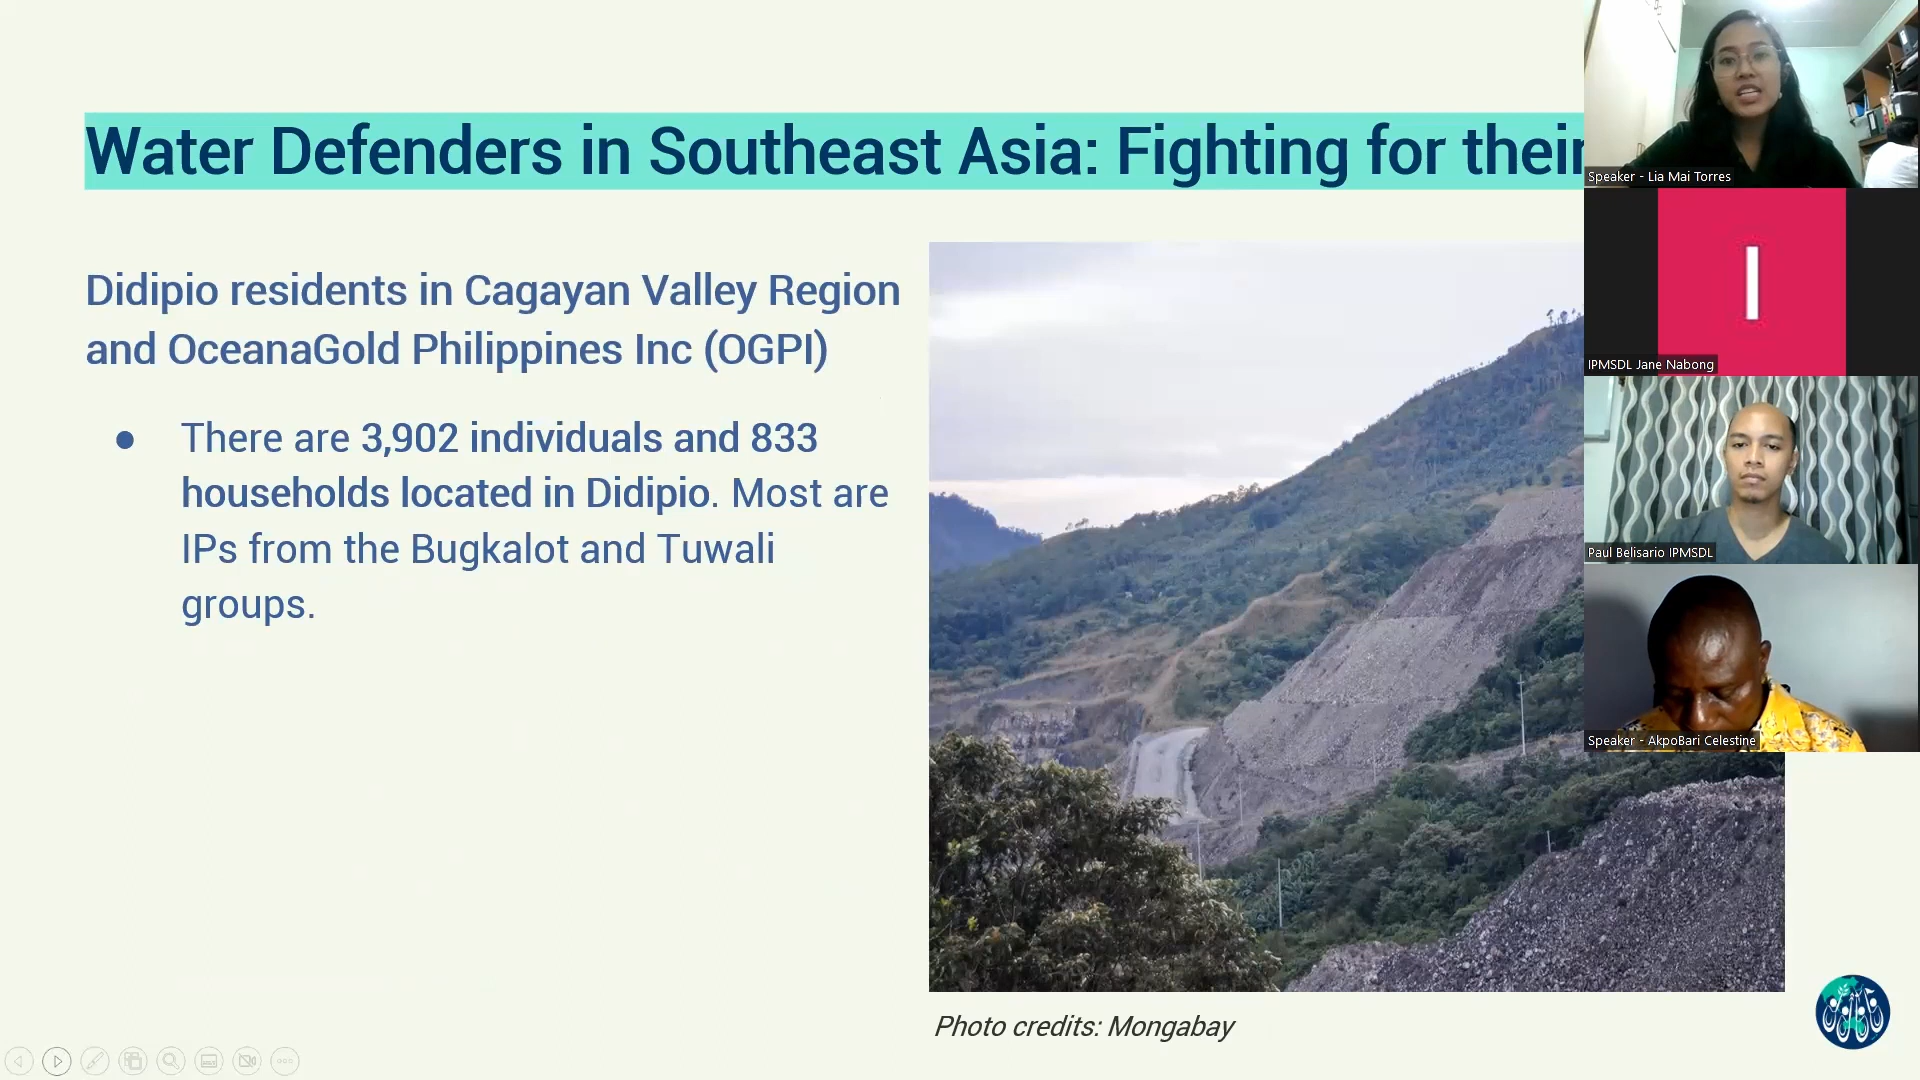 Water Defenders in Southeast Asia: Fighting for their
Didipio residents in Cagayan Valley Region
and OceanaGold Philippines Inc (OGPI)
● There are 3,902 individuals and 833
households located in Didipio. Most are
IPs from the Bugkalot and Tuwali
groups.
Photo credits: Mongabay
Speaker - Lia Mai Torres
I
IPMSDL Jane Nabong
Paul Belisario IPMSDL
Speaker - AkpoBari Celestine